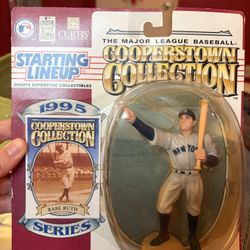 CURTIS
THE MAJOR LEAGUE BASEBALL
STARTING
LINEUP
SPORTS SUPERSTAR COLLECTIBLES
COOPERSTOWN
COLLECTION
1995
COOPERSTOWN
COLLECTION
BABE RUTH
SERIES
NEW YORK